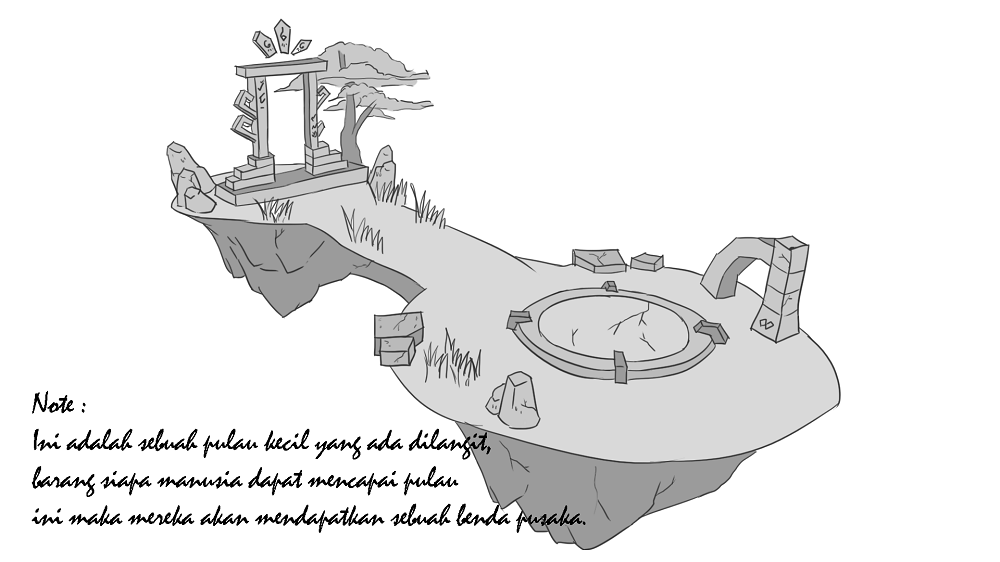 Note :
Ini adalah sebuah pulau kecil yang ada dilangit,
barang siapa manusia dapat mencapai pulau
ini maka mereka akan mendapatkan sebuah benda pusaka.